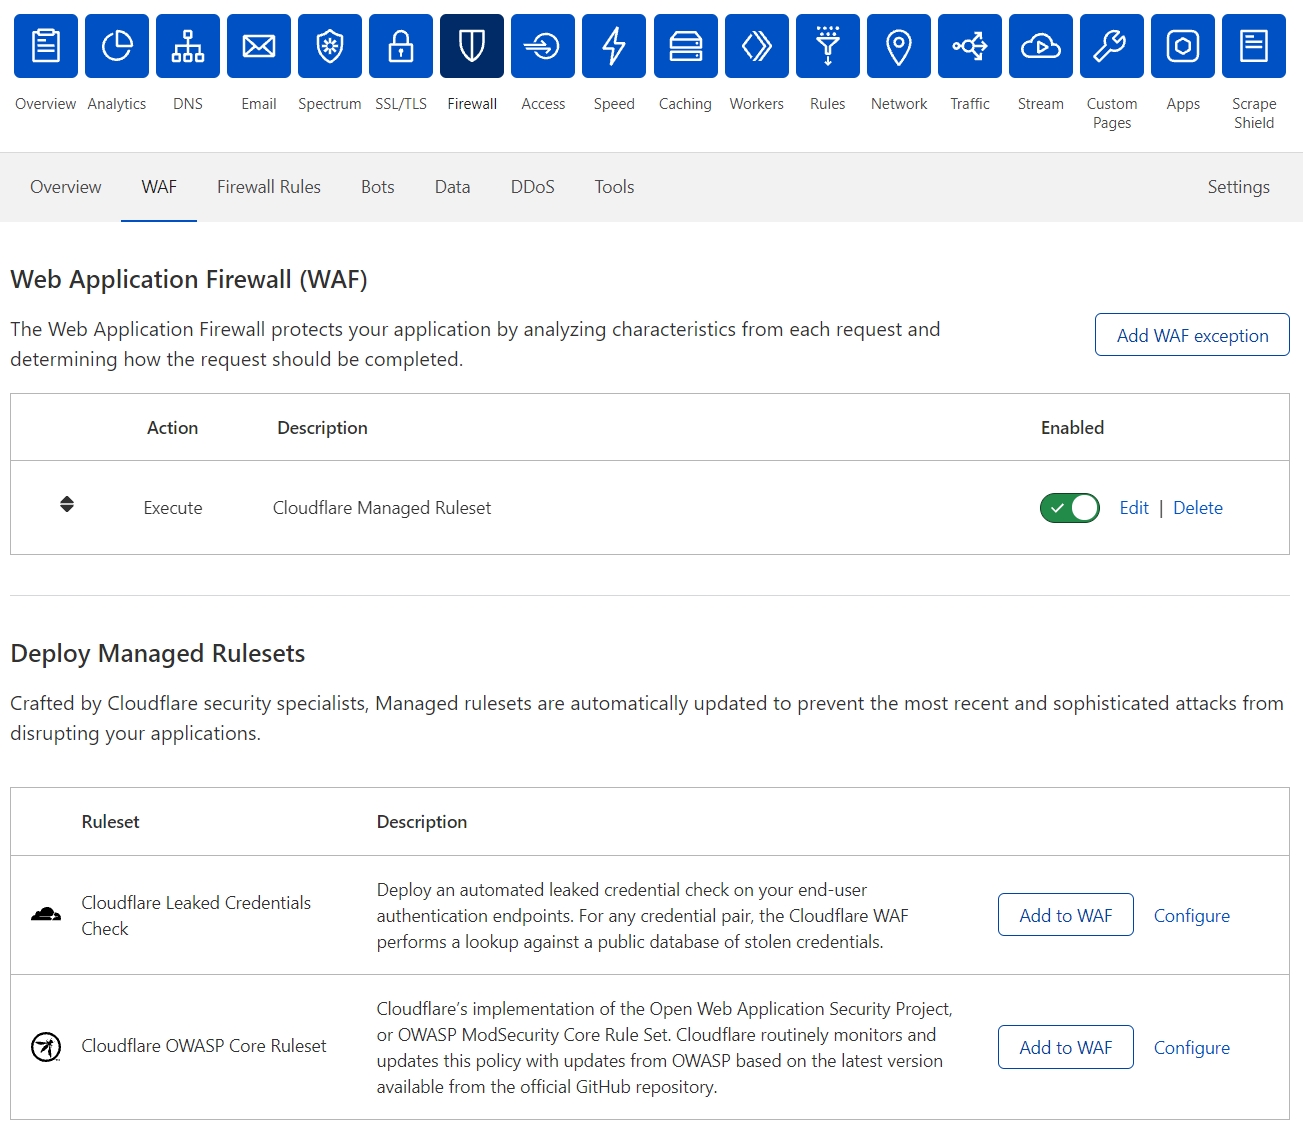 Overview Analytics DNS Email Spectrum SSL/TLS Firewall Access Speed Caching Workers Rules Network Traffic Stream Custom Pages Apps Scrape Shield
Overview WAF Firewall Rules Bots Data DDoS Tools Settings
Web Application Firewall (WAF)
The Web Application Firewall protects your application by analyzing characteristics from each request and
determining how the request should be completed.
Add WAF exception
Action Description Enabled
Execute Cloudflare Managed Ruleset Edit | Delete
Deploy Managed Rulesets
Crafted by Cloudflare security specialists, Managed rulesets are automatically updated to prevent the most recent and sophisticated attacks from
disrupting your applications.
Ruleset Description
Cloudflare Leaked Credentials
Check
Deploy an automated leaked credential check on your end-user
authentication endpoints. For any credential pair, the Cloudflare WAF
performs a lookup against a public database of stolen credentials.
Add to WAF Configure
Cloudflare OWASP Core Ruleset
Cloudflare’s implementation of the Open Web Application Security Project,
or OWASP ModSecurity Core Rule Set. Cloudflare routinely monitors and
updates this policy with updates from OWASP based on the latest version
available from the official GitHub repository.
Add to WAF Configure